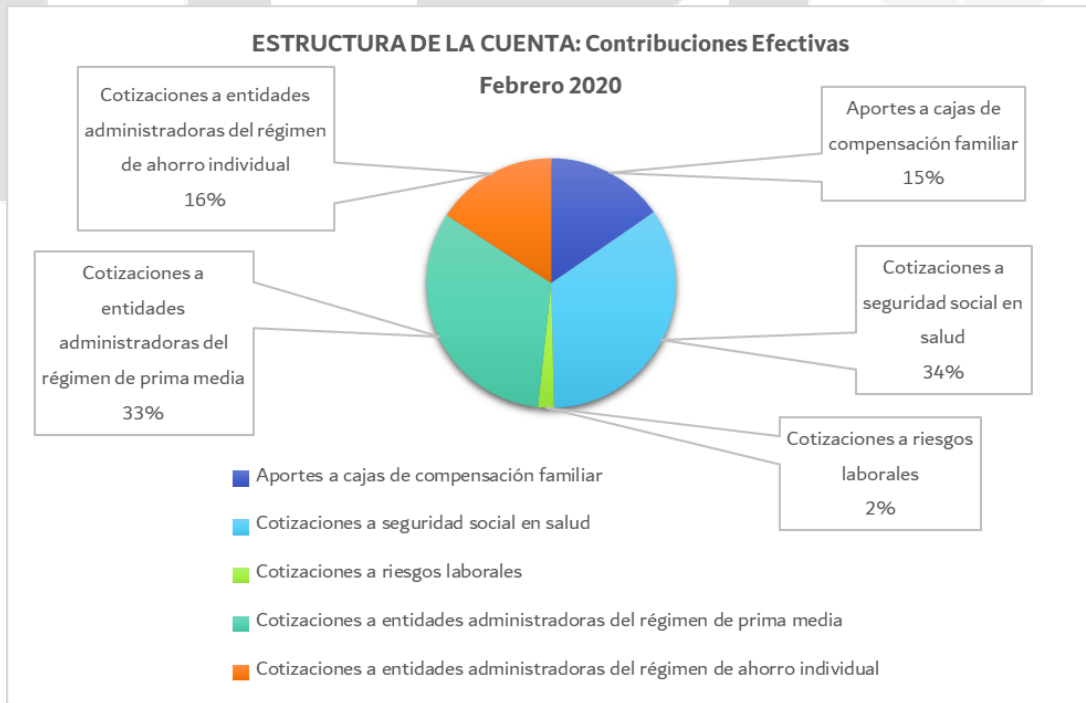 ESTRUCTURA DE LA CUENTA: Contribuciones Efectivas
Febrero 2020
Cotizaciones a entidades
administradoras del régimen
de ahorro individual
16%
Aportes a cajas de
compensación familiar
15%
Cotizaciones a
entidades
administradoras del
régimen de prima media
33%
Cotizaciones a
seguridad social en
salud
34%
Cotizaciones a riesgos
laborales
2%
Aportes a cajas de compensación familiar
Cotizaciones a seguridad social en salud
Cotizaciones a riesgos laborales
Cotizaciones a entidades administradoras del régimen de prima media
Cotizaciones a entidades administradoras del régimen de ahorro individual